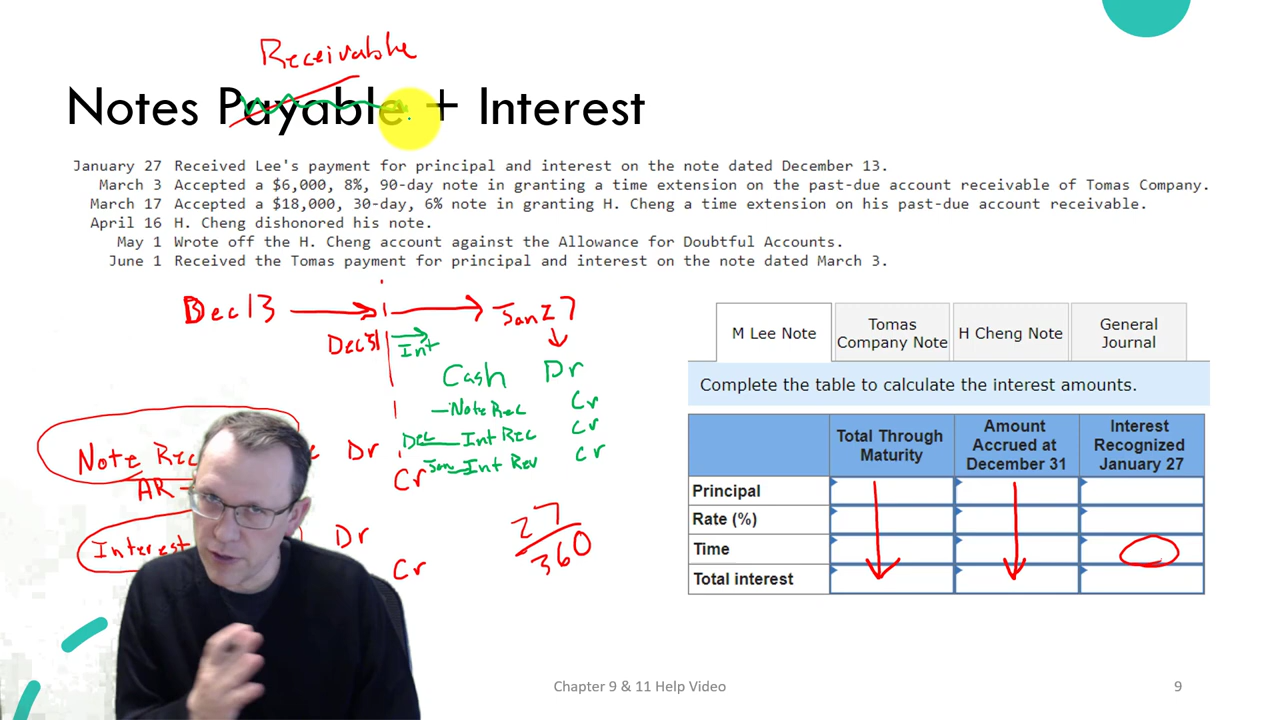 Receivable
Notes Payable + Interest
January 27 Received Lee's payment for principal and interest on the note dated December 13.
March 3 Accepted a $6,000, 8%, 90-day note in granting a time extension on the past-due account receivable of Tomas Company.
March 17 Accepted a $18,000, 30-day, 6% note in granting H. Cheng a time extension on his past-due account receivable.
April 16 H. Cheng dishonored his note.
May 1 Wrote off the H. Cheng account against the Allowance for Doubtful Accounts.
June 1 Received the Tomas payment for principal and interest on the note dated March 3.
Dec 13
Jan 27
Dec 31
Int
Cash Dr
Note Rec Cr
Dec Int Rec Cr
Jan Int Rev Cr
Note Rec Dr
AR Cr
Interest Dr
Cr
27
360
M Lee Note
Tomas
Company Note
H Cheng Note
General
Journal
Complete the table to calculate the interest amounts.
Total Through
Maturity
Amount
Accrued at
December 31
Interest
Recognized
January 27
Principal
Rate (%)
Time
Total interest
Chapter 9 & 11 Help Video
9